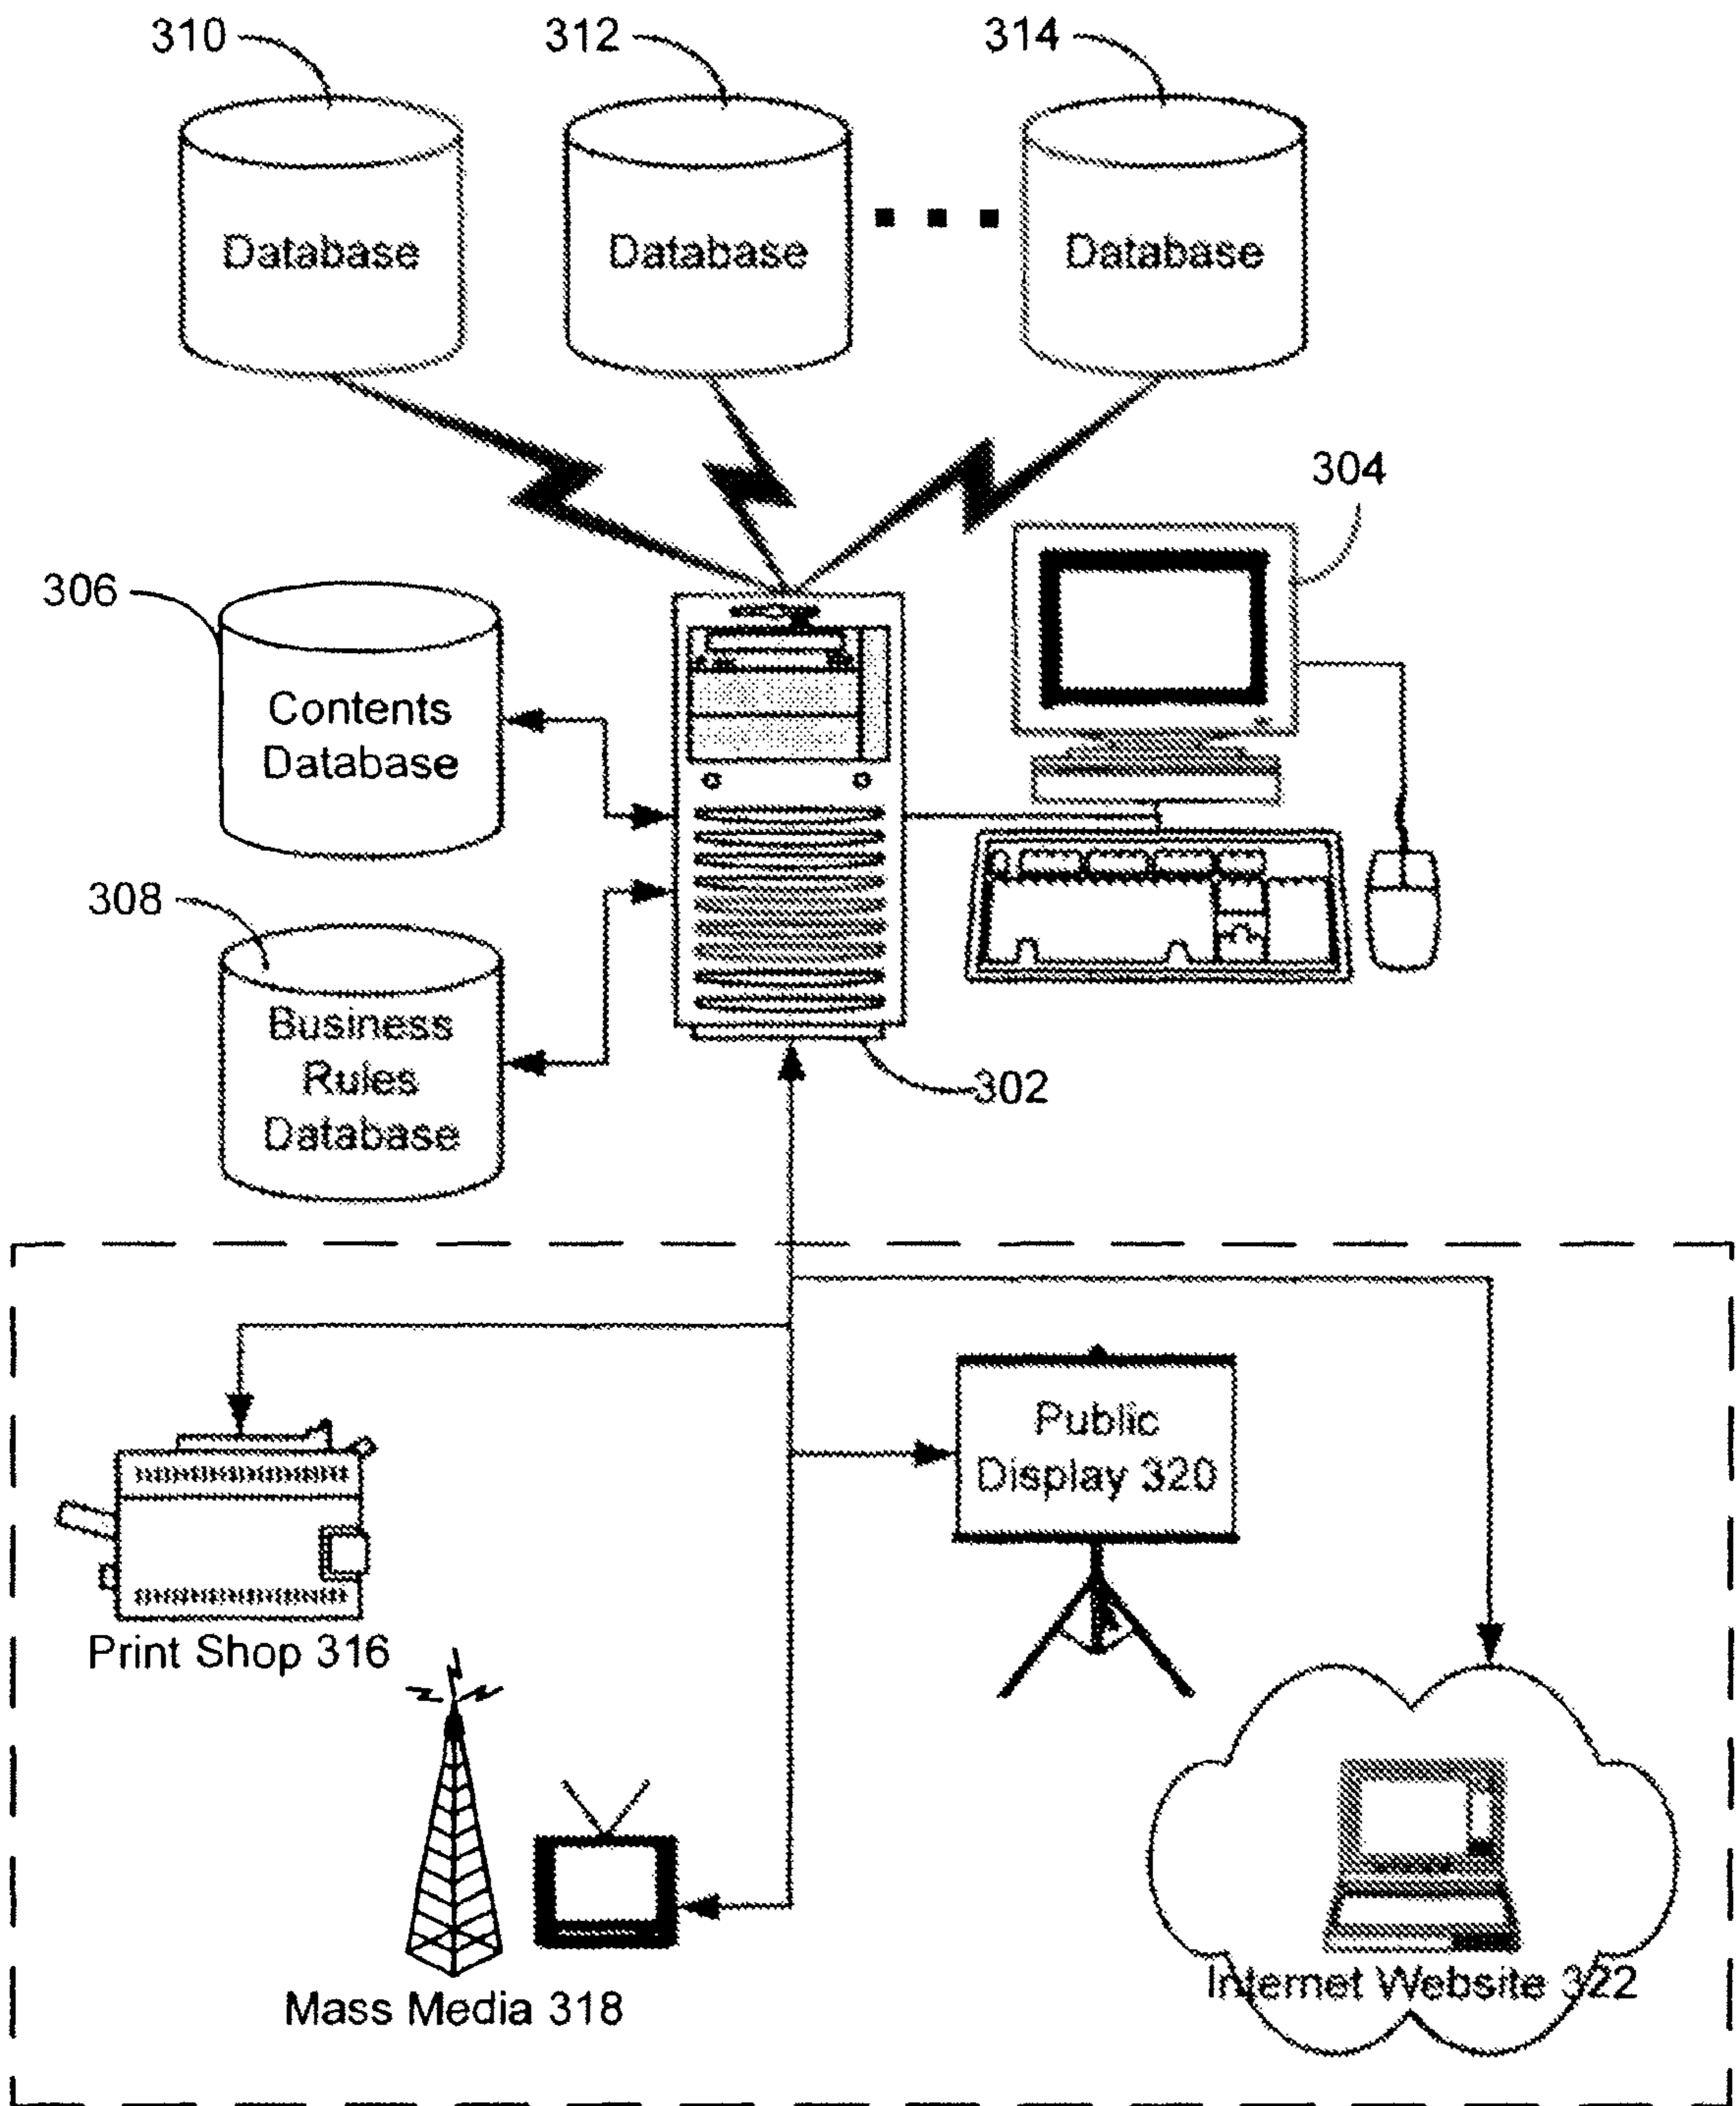 310
312
314
Database
Database
Database
304
306
Contents
Database
308
Business
Rules
Database
302
Public
Display 320
Print Shop 316
Internet Website 322
Mass Media 318